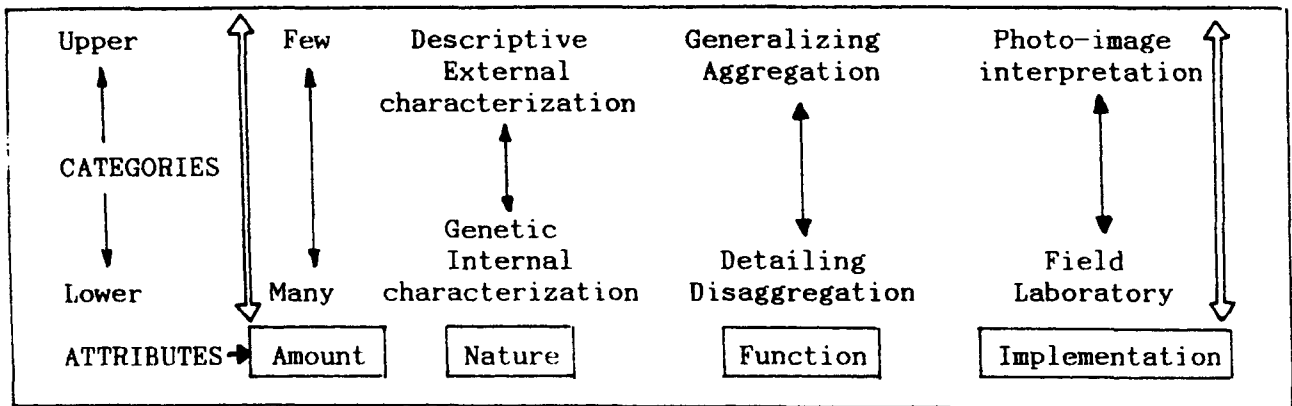 Upper Few Descriptive Generalizing Photo-image
External Aggregation interpretation
characterization
CATEGORIES
Genetic
Internal Detailing Field
Lower Many characterization Disaggregation Laboratory
ATTRIBUTES Amount Nature Function Implementation